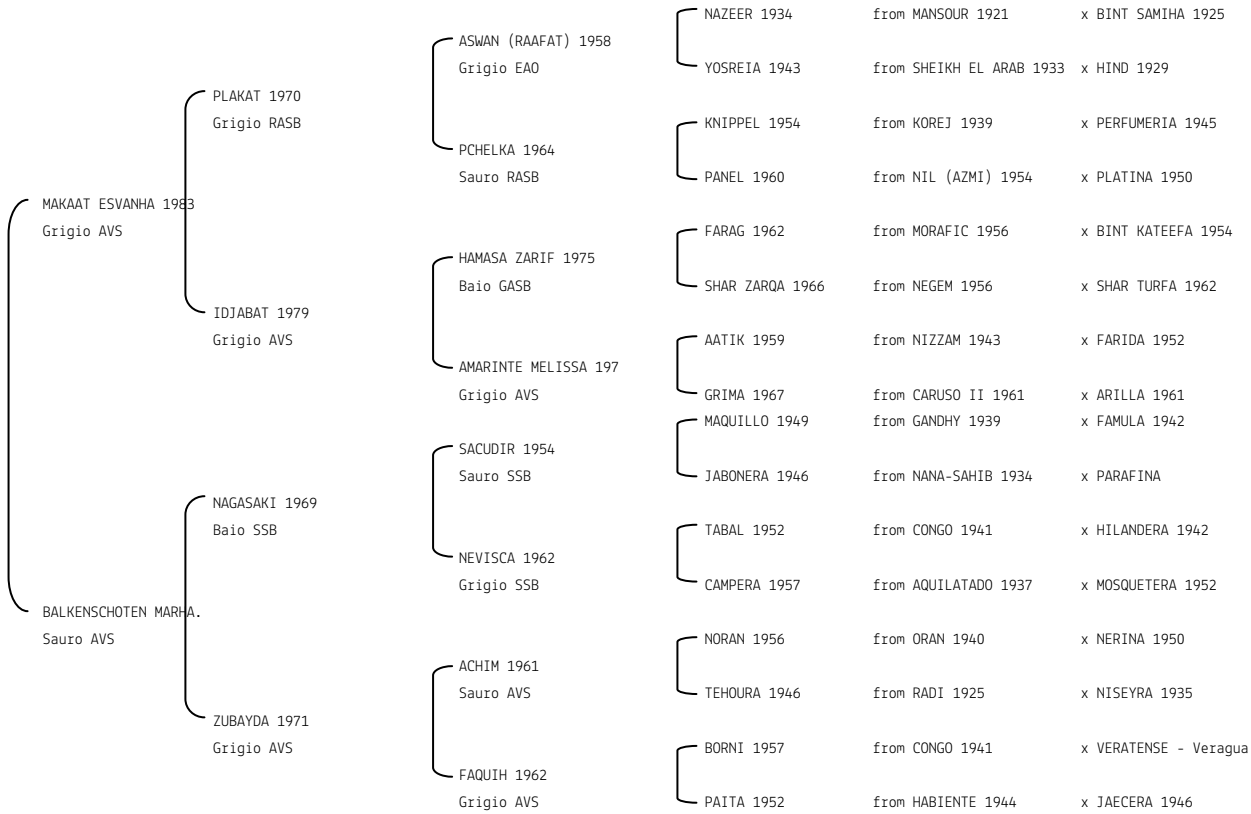 NAZEER 1934 from MANSOUR 1921 x BINT SAMIHA 1925
ASWAN (RAAFAT) 1958
Grigio EAO YOSREIA 1943 from SHEIKH EL ARAB 1933 x HIND 1929
PLAKAT 1970
Grigio RASB KNIPPEL 1954 from KOREJ 1939 x PERFUMERIA 1945
PCHELKA 1964
Sauro RASB PANEL 1960 from NIL (AZMI) 1954 x PLATINA 1950
MAKAAT ESVANHA 1983
Grigio AVS FARAG 1962 from MORAFIC 1956 x BINT KATEEFA 1954
HAMASA ZARIF 1975
Baio GASB SHAR ZARQA 1966 from NEGEM 1956 x SHAR TURFA 1962
IDJABAT 1979
Grigio AVS AATIK 1959 from NIZZAM 1943 x FARIDA 1952
AMARINTE MELISSA 197
Grigio AVS GRIMA 1967 from CARUSO II 1961 x ARILLA 1961
MAQUILLO 1949 from GANDHY 1939 x FAMULA 1942
SACUDIR 1954
Sauro SSB JABONERA 1946 from NANA-SAHIB 1934 x PARAFINA
NAGASAKI 1969
Baio SSB TABAL 1952 from CONGO 1941 x HILANDERA 1942
NEVISCA 1962
Grigio SSB CAMPERA 1957 from AQUILATADO 1937 x MOSQUETERA 1952
BALKENSCHOTEN MARHA.
Sauro AVS NORAN 1956 from ORAN 1940 x NERINA 1950
ACHIM 1961
Sauro AVS TEHOURA 1946 from RADI 1925 x NISEYRA 1935
ZUBAYDA 1971
Grigio AVS BORNI 1957 from CONGO 1941 x VERATENSE - Veragua
FAQUIH 1962
Grigio AVS PAITA 1952 from HABIENTE 1944 x JAECERA 1946